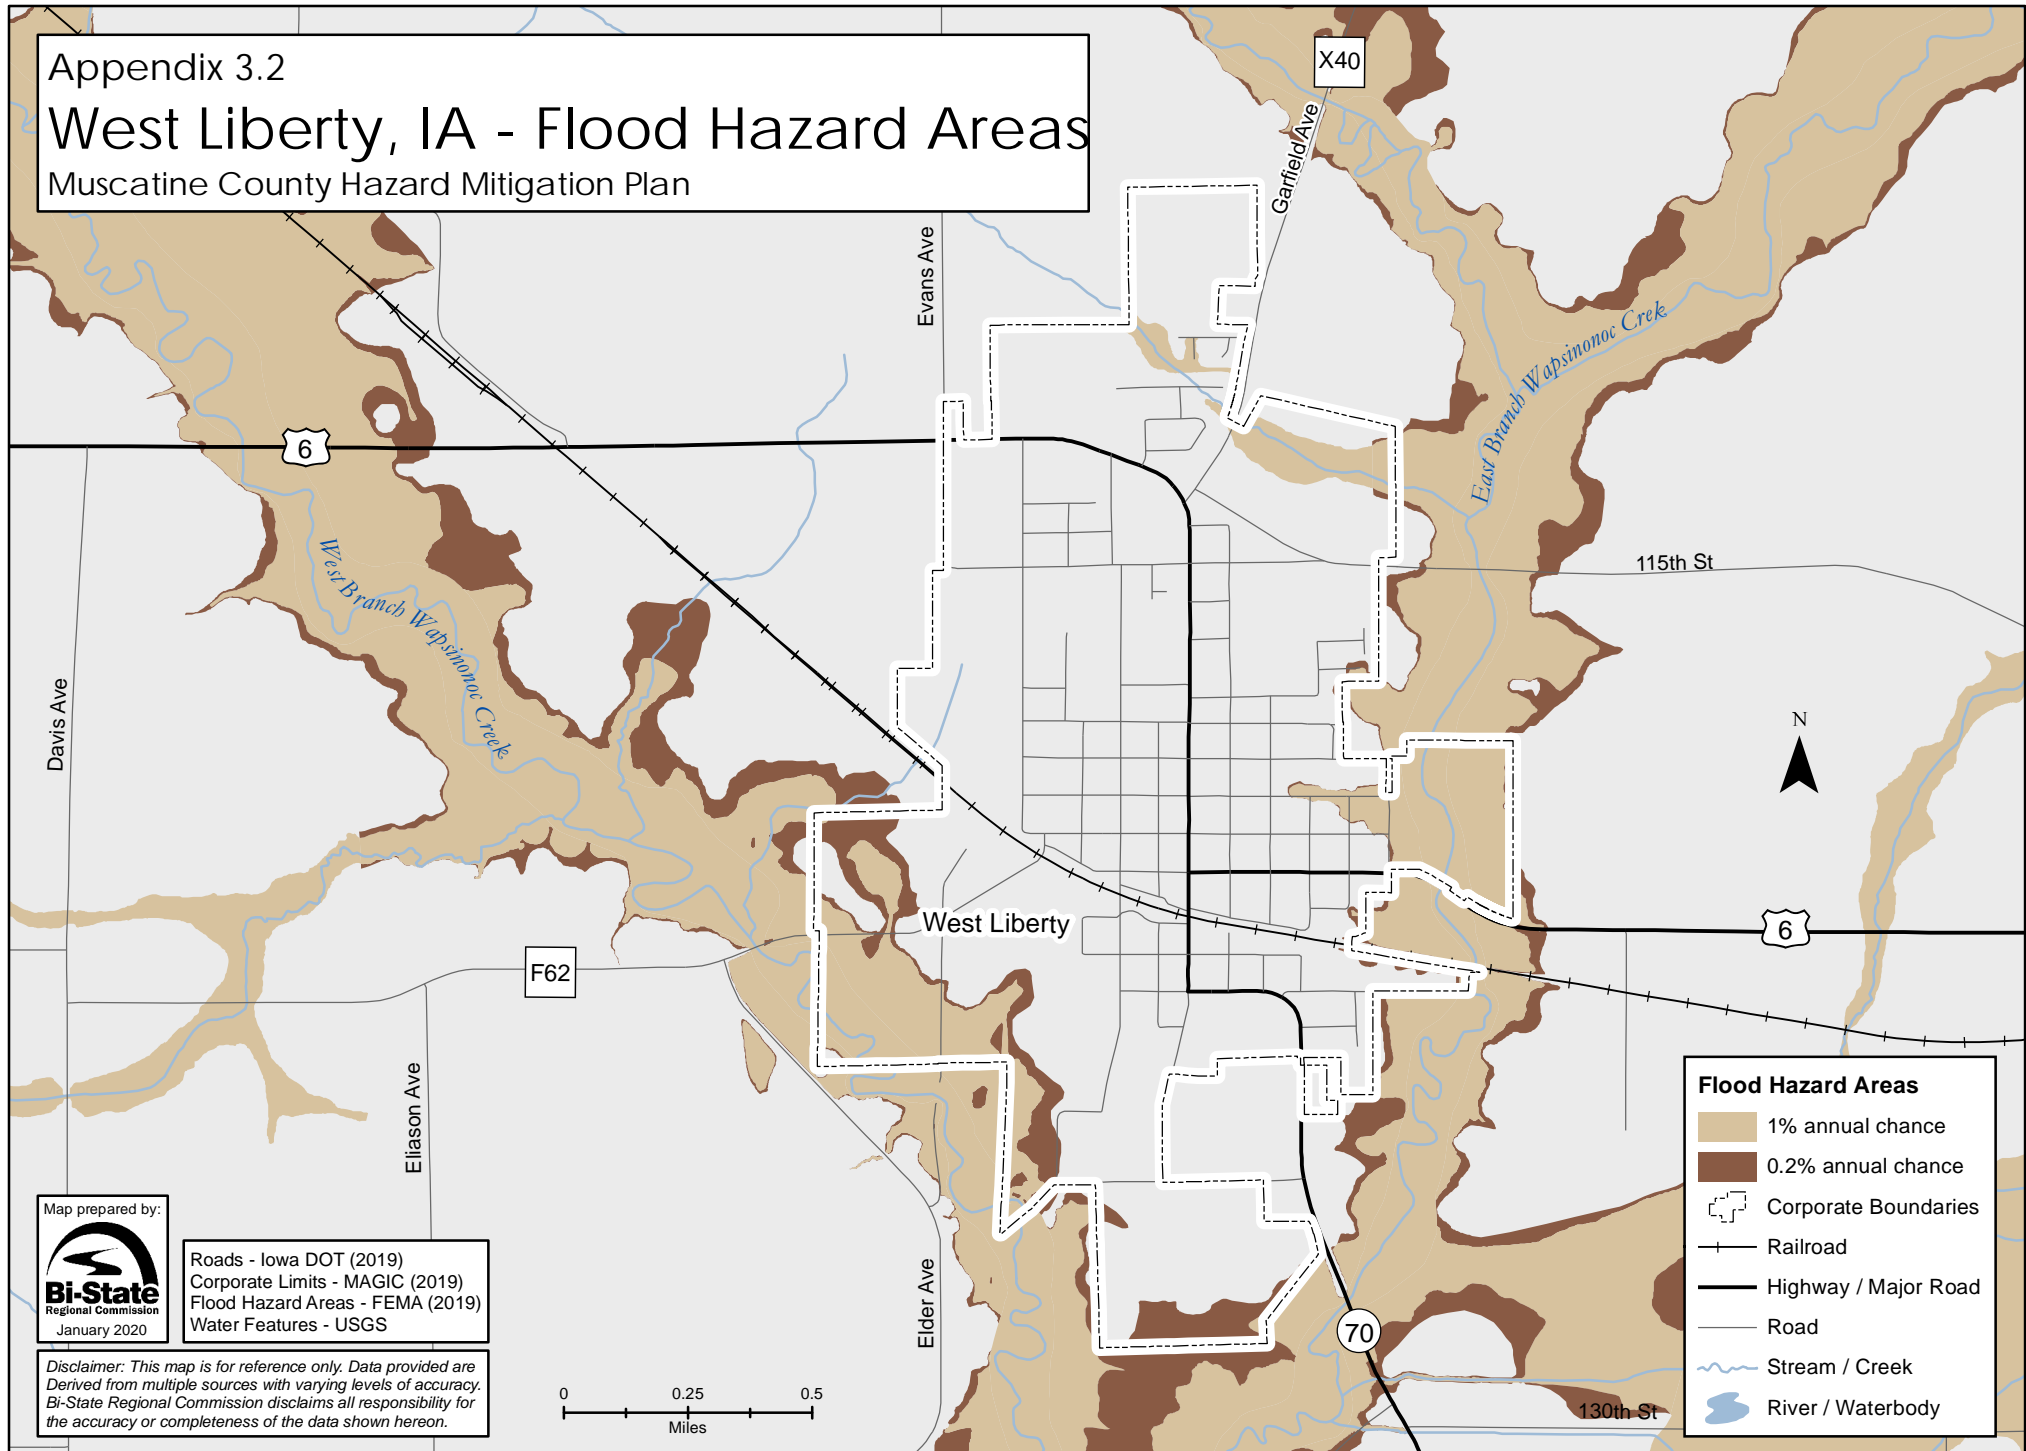 Appendix 3.2
West Liberty, IA - Flood Hazard Areas
Muscatine County Hazard Mitigation Plan
X40
Garfield Ave
Evans Ave
East Branch Wapsinonoc Crek
6
West Branch Wapsinonoc Creek
115th St
Davis Ave
N
West Liberty
6
F62
Eliason Ave
Elder Ave
70
130th St
Flood Hazard Areas
1% annual chance
0.2% annual chance
Corporate Boundaries
Railroad
Highway / Major Road
Road
Stream / Creek
River / Waterbody
Map prepared by:
Bi-State
Regional Commission
January 2020
Roads - Iowa DOT (2019)
Corporate Limits - MAGIC (2019)
Flood Hazard Areas - FEMA (2019)
Water Features - USGS
Disclaimer: This map is for reference only. Data provided are
Derived from multiple sources with varying levels of accuracy.
Bi-State Regional Commission disclaims all responsibility for
the accuracy or completeness of the data shown hereon.
0 0.25 0.5
Miles